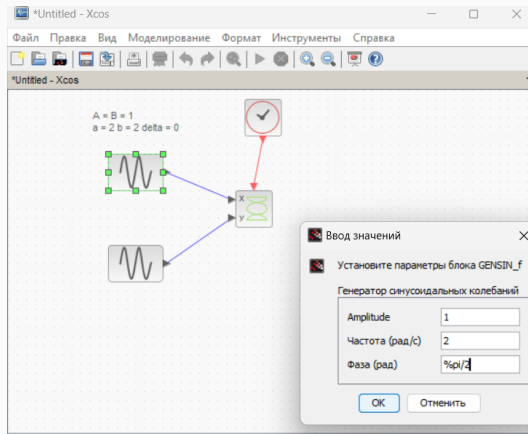 *Untitled - Xcos
Файл Правка Вид Моделирование Формат Инструменты Справка
*Untitled - Xcos
A = B = 1
a = 2 b = 2 delta = 0
x
y
Ввод значений
Установите параметры блока GENSIN_f
Генератор синусоидальных колебаний
Amplitude 1
Частота (рад/с) 2
Фаза (рад) %pi/2
OK Отменить